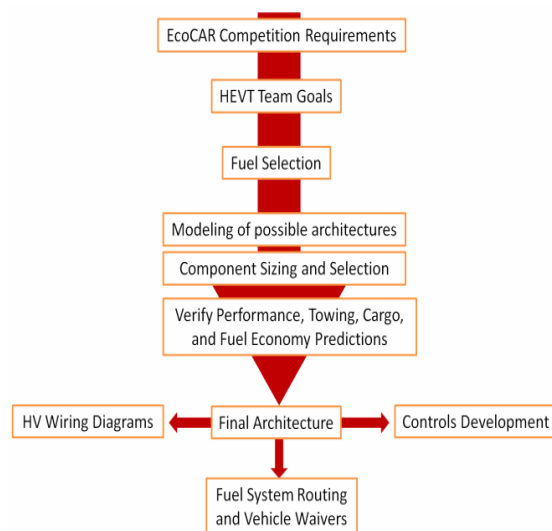 EcoCAR Competition Requirements
HEVT Team Goals
Fuel Selection
Modeling of possible architectures
Component Sizing and Selection
Verify Performance, Towing, Cargo,
and Fuel Economy Predictions
HV Wiring Diagrams
Final Architecture
Controls Development
Fuel System Routing
and Vehicle Waivers